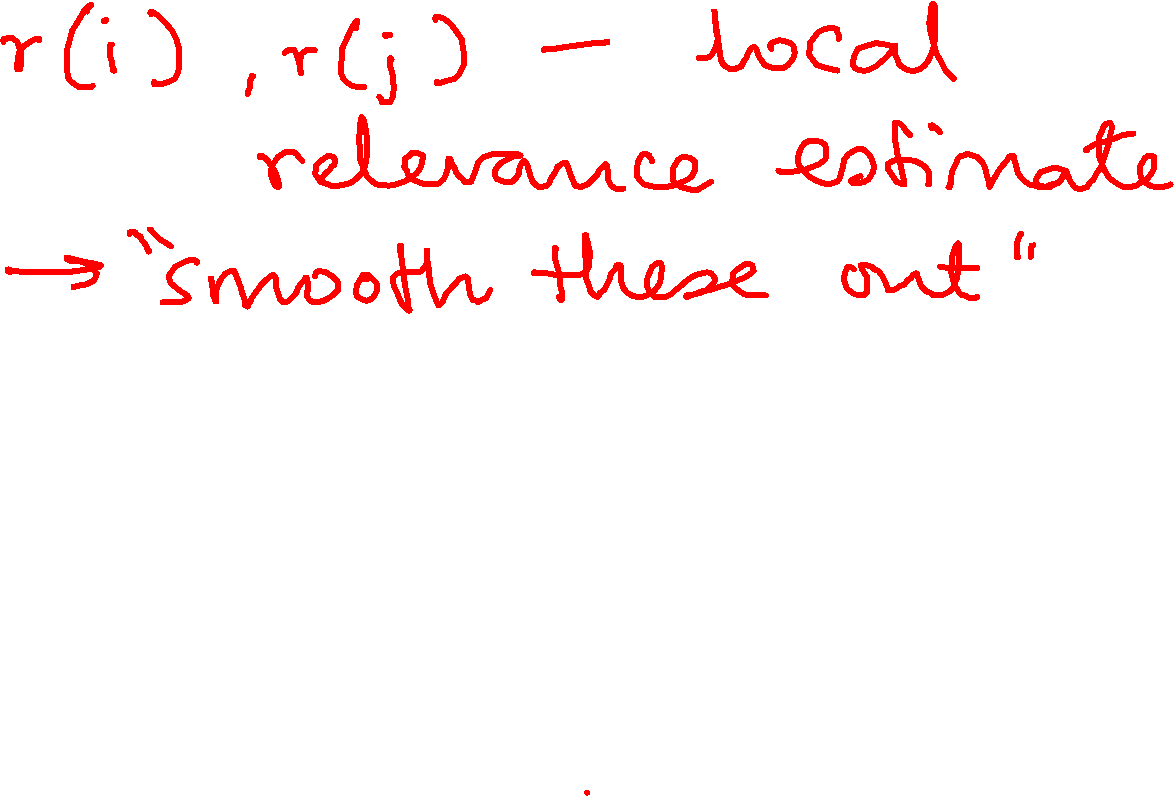 r(i), r(j) — local
relevance estimate
→ "smooth these out"